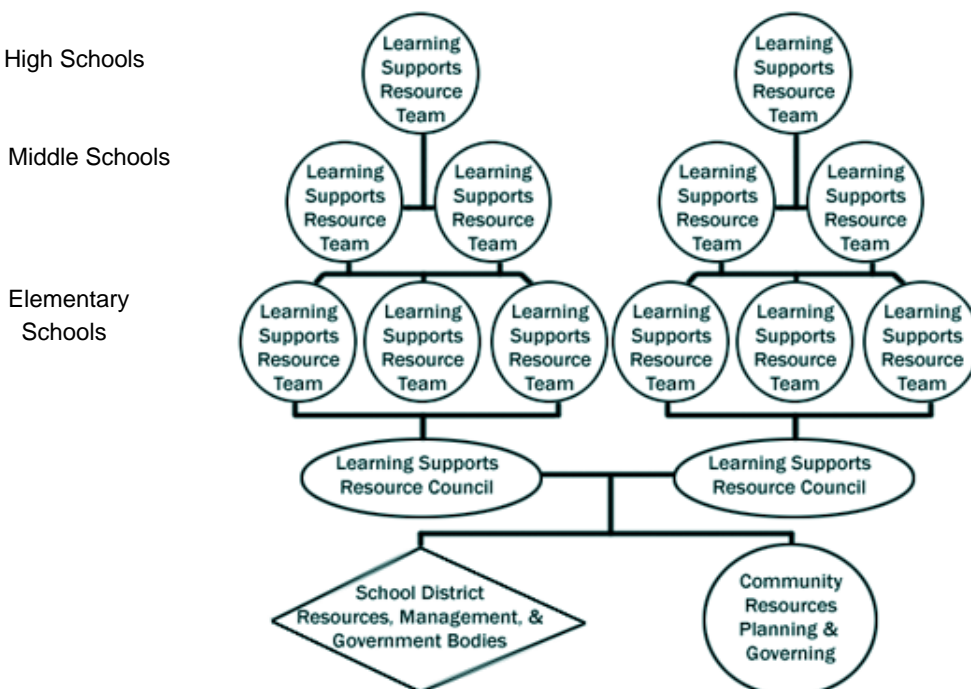 High Schools
Learning
Supports
Resource
Team
Learning
Supports
Resource
Team
Middle Schools
Learning
Supports
Resource
Team
Learning
Supports
Resource
Team
Learning
Supports
Resource
Team
Learning
Supports
Resource
Team
Elementary
Schools
Learning
Supports
Resource
Team
Learning
Supports
Resource
Team
Learning
Supports
Resource
Team
Learning
Supports
Resource
Team
Learning
Supports
Resource
Team
Learning
Supports
Resource
Team
Learning Supports
Resource Council
Learning Supports
Resource Council
School District
Resources, Management, &
Government Bodies
Community
Resources
Planning &
Governing